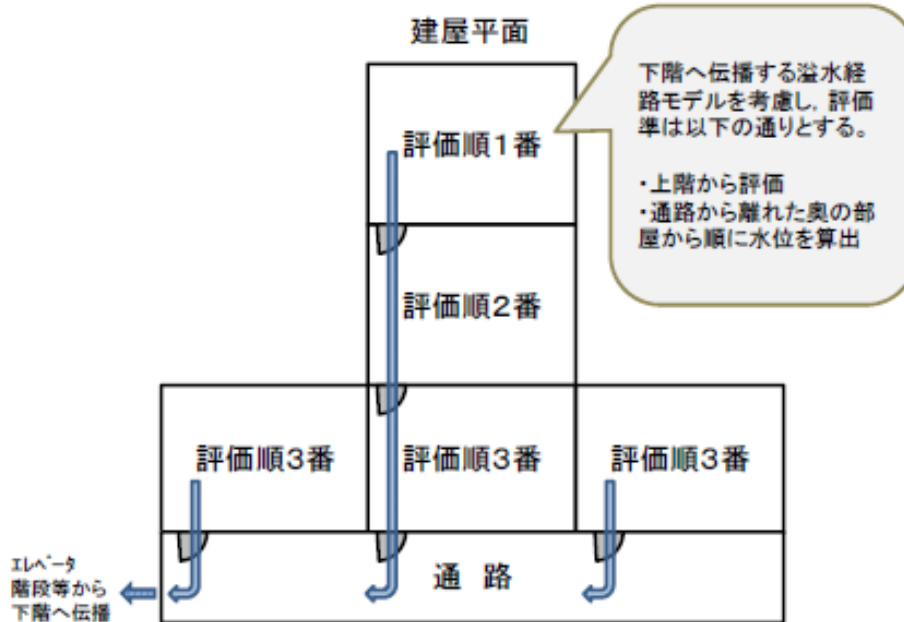 建屋平面
下階へ伝播する溢水経
路モデルを考慮し，評価
準は以下の通りとする。
・上階から評価
・通路から離れた奥の部
屋から順に水位を算出
評価順１番
評価順２番
評価順３番
評価順３番
評価順３番
通 路
ｴﾚﾍﾞｰﾀ
階段等から
下階へ伝播